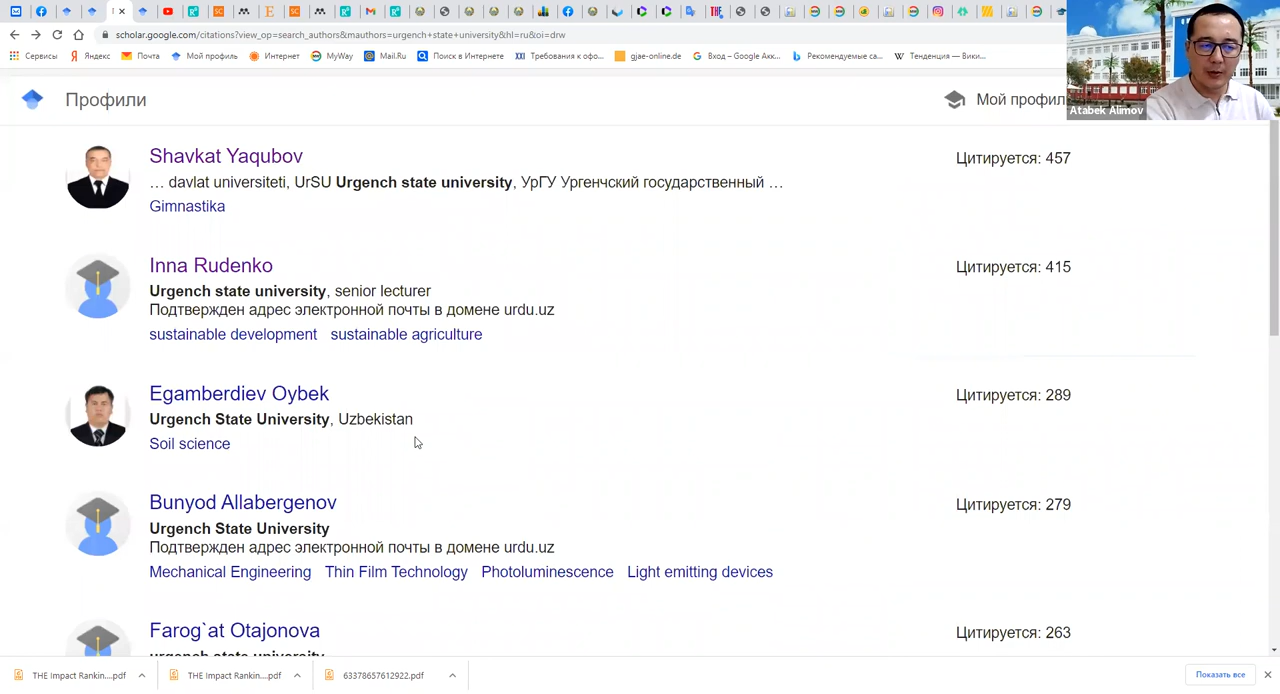 scholar.google.com/citations?view_op=search_authors&mauthors=urgench+state+university&hl=ru&oi=drw
Сервисы Яндекс Почта Мой профиль Интернет MyWay Mail.Ru Поиск в Интернете Требования к офо... gjae-online.de Вход – Google Акк... Рекомендуемые са... Тенденция — Вики...
Atabek Alimov
Профили Мой профил
Shavkat Yaqubov Цитируется: 457
… davlat universiteti, UrSU Urgench state university, УрГУ Ургенчский государственный …
Gimnastika
Inna Rudenko Цитируется: 415
Urgench state university, senior lecturer
Подтвержден адрес электронной почты в домене urdu.uz
sustainable development sustainable agriculture
Egamberdiev Oybek Цитируется: 289
Urgench State University, Uzbekistan
Soil science
Bunyod Allabergenov Цитируется: 279
Urgench State University
Подтвержден адрес электронной почты в домене urdu.uz
Mechanical Engineering Thin Film Technology Photoluminescence Light emitting devices
Farog`at Otajonova Цитируется: 263
urgench state university
THE Impact Rankin....pdf THE Impact Rankin....pdf 63378657612922.pdf Показать все